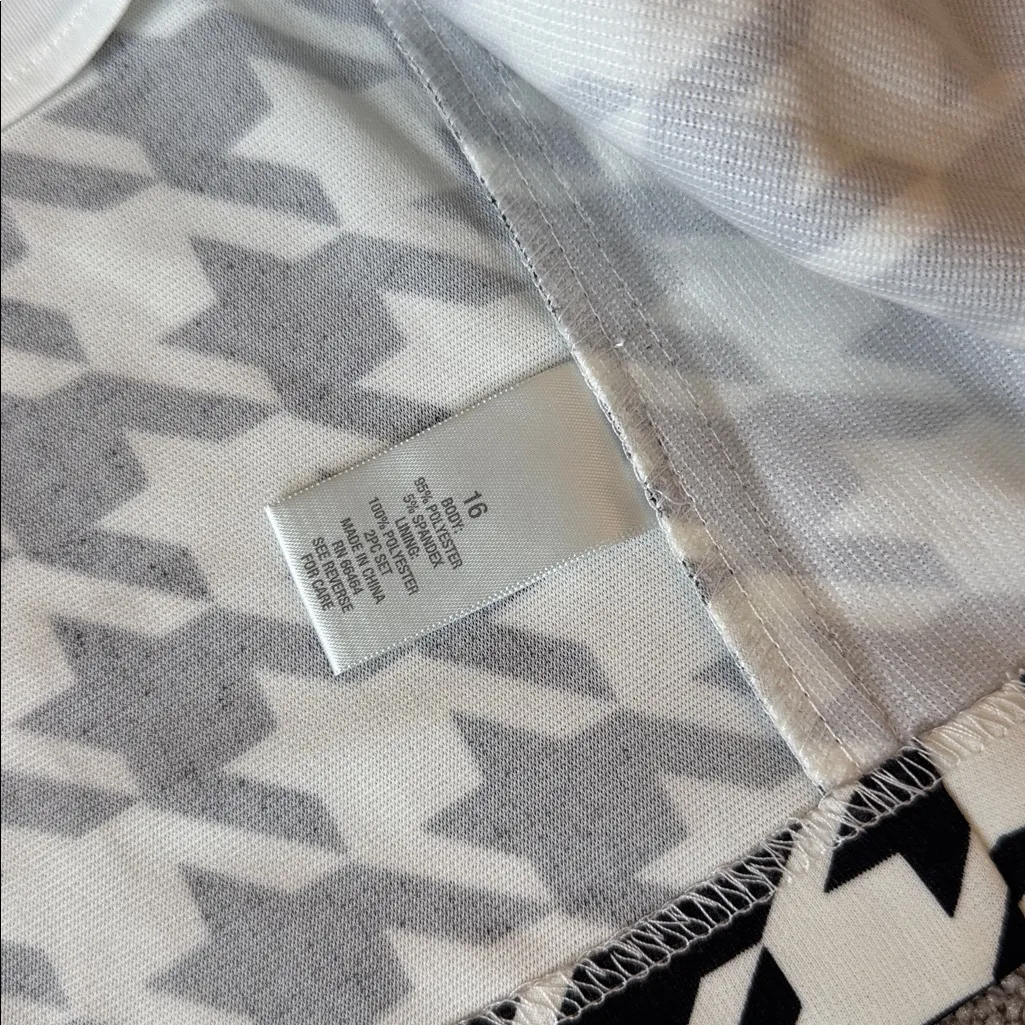 16
BODY:
95% POLYESTER
5% SPANDEX
LINING:
100% POLYESTER
2PC SET
MADE IN CHINA
RN 66464
SEE REVERSE
FOR CARE